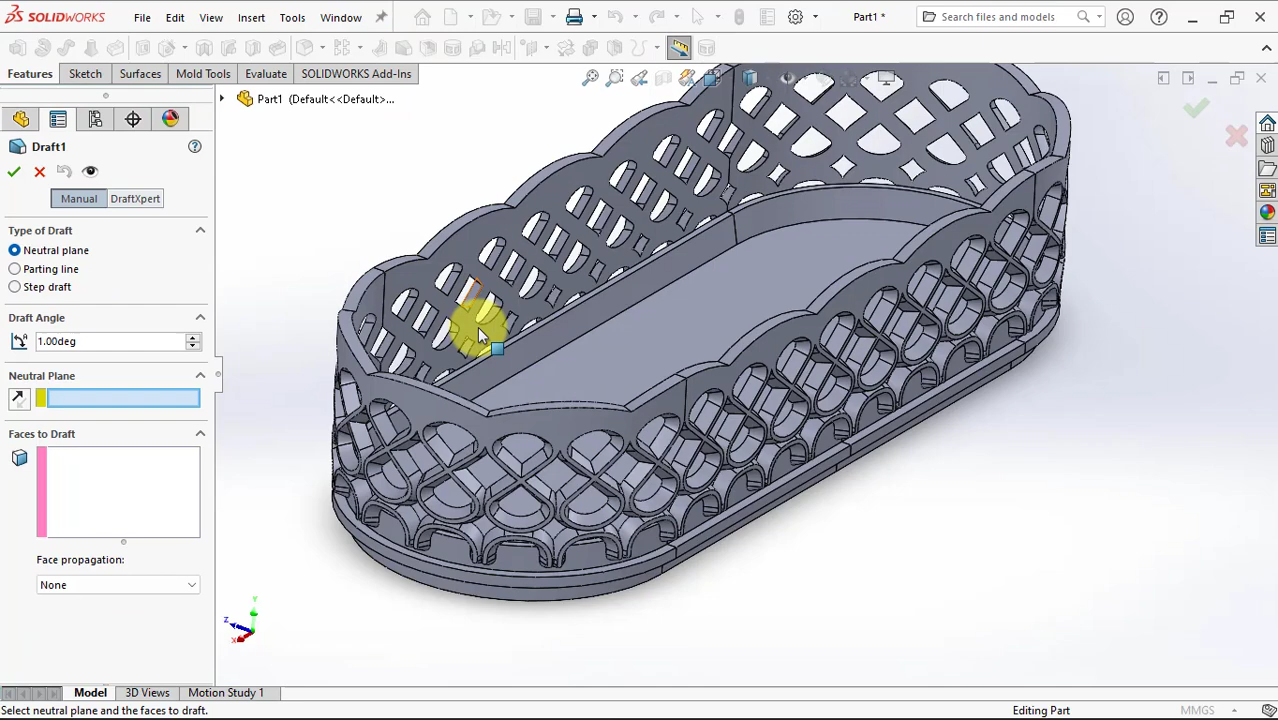 SOLIDWORKS File Edit View Insert Tools Window Part1 * Search files and models
Features Sketch Surfaces Mold Tools Evaluate SOLIDWORKS Add-Ins
Part1 (Default<<Default>...
Draft1
Manual DraftXpert
Type of Draft
Neutral plane
Parting line
Step draft
Draft Angle
1.00deg
Neutral Plane
Faces to Draft
Face propagation:
None
Y
Z
X
Model 3D Views Motion Study 1
Select neutral plane and the faces to draft. Editing Part MMGS